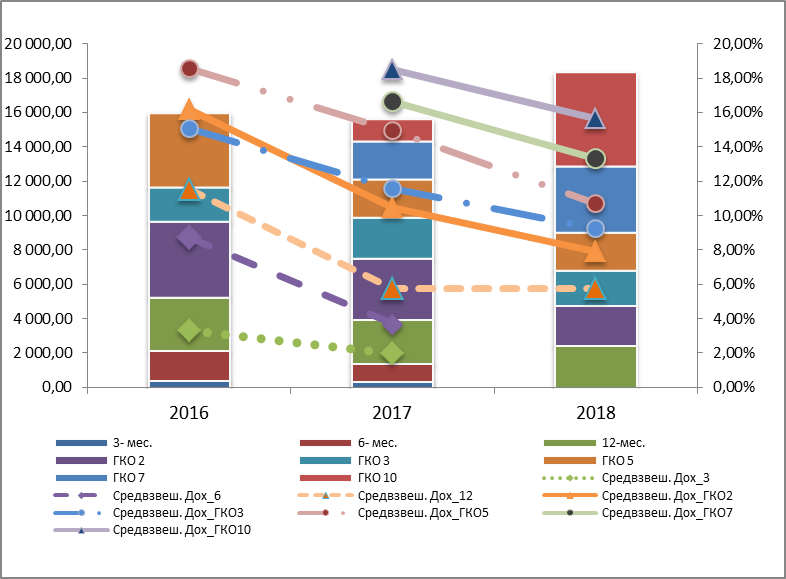 20 000,00 20,00%
18 000,00 18,00%
16 000,00 16,00%
14 000,00 14,00%
12 000,00 12,00%
10 000,00 10,00%
8 000,00 8,00%
6 000,00 6,00%
4 000,00 4,00%
2 000,00 2,00%
0,00 0,00%
2016 2017 2018
3- мес. 6- мес. 12-мес.
ГКО 2 ГКО 3 ГКО 5
ГКО 7 ГКО 10 Средвзвеш. Дох_3
Средвзвеш. Дох_6 Средвзвеш. Дох_12 Средвзвеш. Дох_ГКО2
Средвзвеш. Дох_ГКО3 Средвзвеш. Дох_ГКО5 Средвзвеш. Дох_ГКО7
Средвзвеш. Дох_ГКО10